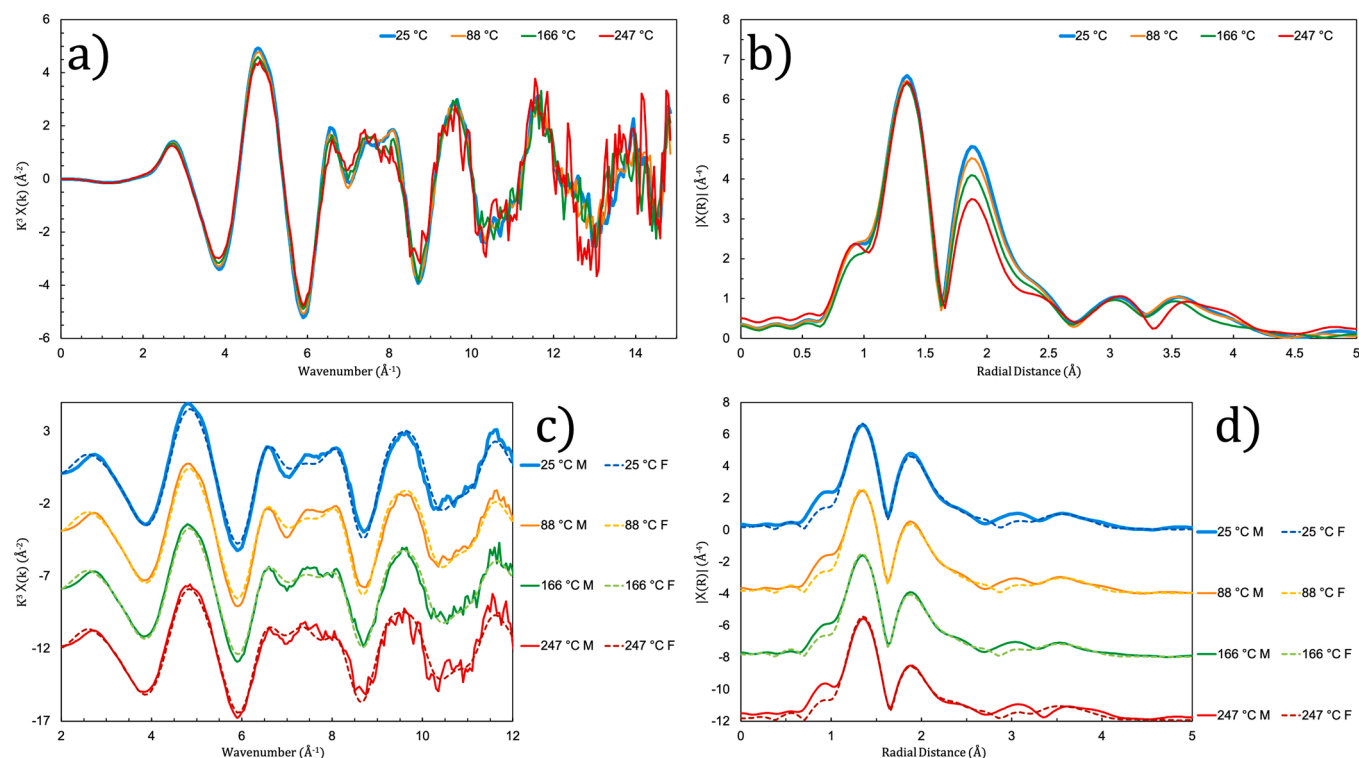 a)
25 °C 88 °C 166 °C 247 °C
6
4
2
0
-2
-4
-6
K³ X(k) (Å⁻²)
0 2 4 6 8 10 12 14
Wavenumber (Å⁻¹)
b)
25 °C 88 °C 166 °C 247 °C
8
7
6
5
4
3
2
1
0
|X(R)| (Å⁻⁴)
0 0.5 1 1.5 2 2.5 3 3.5 4 4.5 5
Radial Distance (Å)
c)
3
-2
-7
-12
-17
K³ X(k) (Å⁻²)
25 °C M 25 °C F
88 °C M 88 °C F
166 °C M 166 °C F
247 °C M 247 °C F
2 4 6 8 10 12
Wavenumber (Å⁻¹)
d)
8
6
4
2
0
-2
-4
-6
-8
-10
-12
|X(R)| (Å⁻⁴)
25 °C M 25 °C F
88 °C M 88 °C F
166 °C M 166 °C F
247 °C M 247 °C F
0 1 2 3 4 5
Radial Distance (Å)